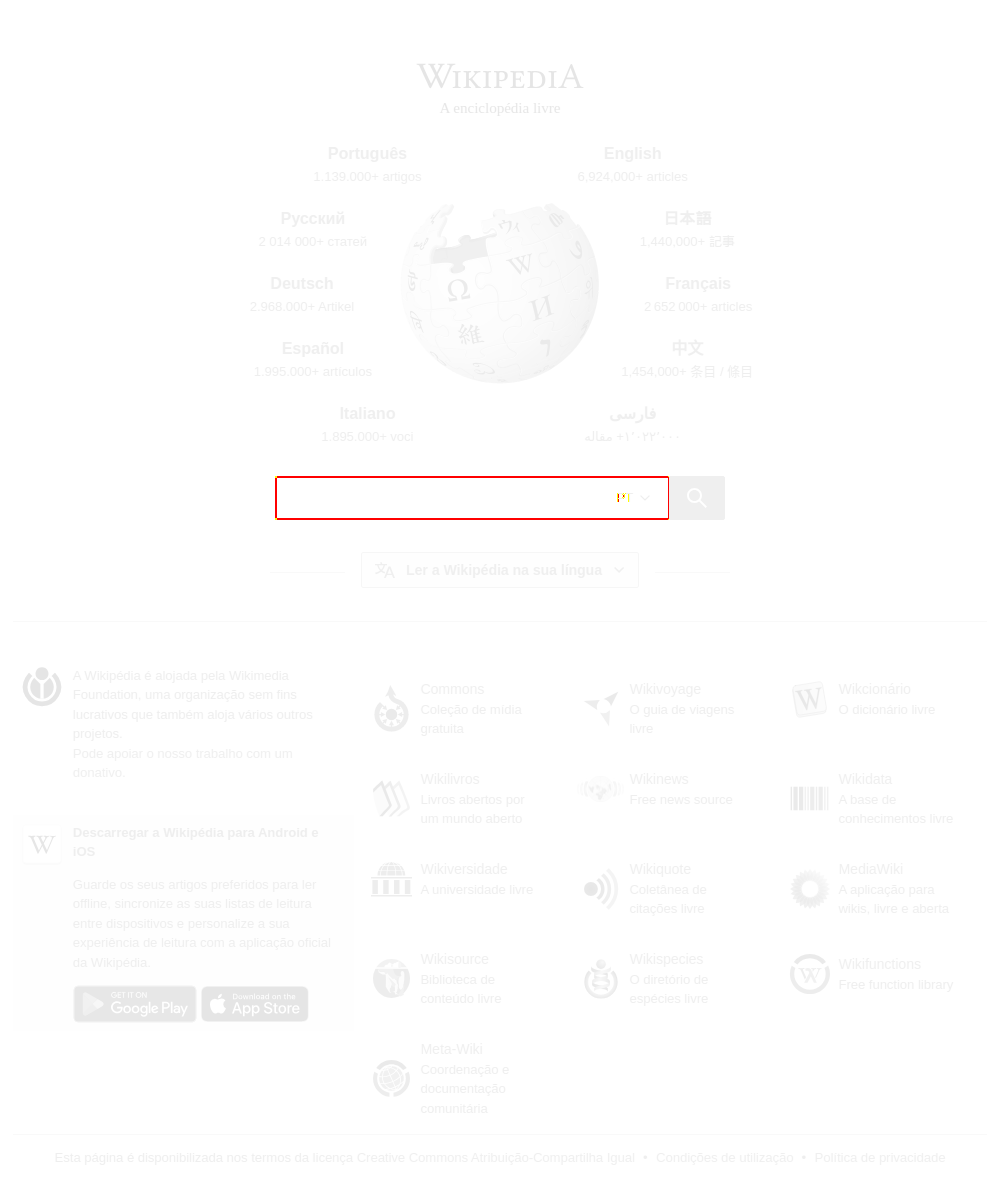 WIKIPEDIA
A enciclopédia livre
Português
1.139.000+ artigos
English
6,924,000+ articles
Русский
2 014 000+ статей
日本語
1,440,000+ 記事
Deutsch
2.968.000+ Artikel
Français
2 652 000+ articles
Español
1.995.000+ artículos
中文
1,454,000+ 条目 / 條目
Italiano
1.895.000+ voci
فارسی
۱٬۰۲۲٬۰۰۰+ مقاله
Ler a Wikipédia na sua língua
A Wikipédia é alojada pela Wikimedia
Foundation, uma organização sem fins
lucrativos que também aloja vários outros
projetos.
Pode apoiar o nosso trabalho com um
donativo.
Descarregar a Wikipédia para Android e
iOS
Guarde os seus artigos preferidos para ler
offline, sincronize as suas listas de leitura
entre dispositivos e personalize a sua
experiência de leitura com a aplicação oficial
da Wikipédia.
GET IT ON
Google Play
Download on the
App Store
Commons
Coleção de mídia
gratuita
Wikivoyage
O guia de viagens
livre
Wikcionário
O dicionário livre
Wikilivros
Livros abertos por
um mundo aberto
Wikinews
Free news source
Wikidata
A base de
conhecimentos livre
Wikiversidade
A universidade livre
Wikiquote
Coletânea de
citações livre
MediaWiki
A aplicação para
wikis, livre e aberta
Wikisource
Biblioteca de
conteúdo livre
Wikispecies
O diretório de
espécies livre
Wikifunctions
Free function library
Meta-Wiki
Coordenação e
documentação
comunitária
Esta página é disponibilizada nos termos da licença Creative Commons Atribuição-Compartilha Igual • Condições de utilização • Política de privacidade